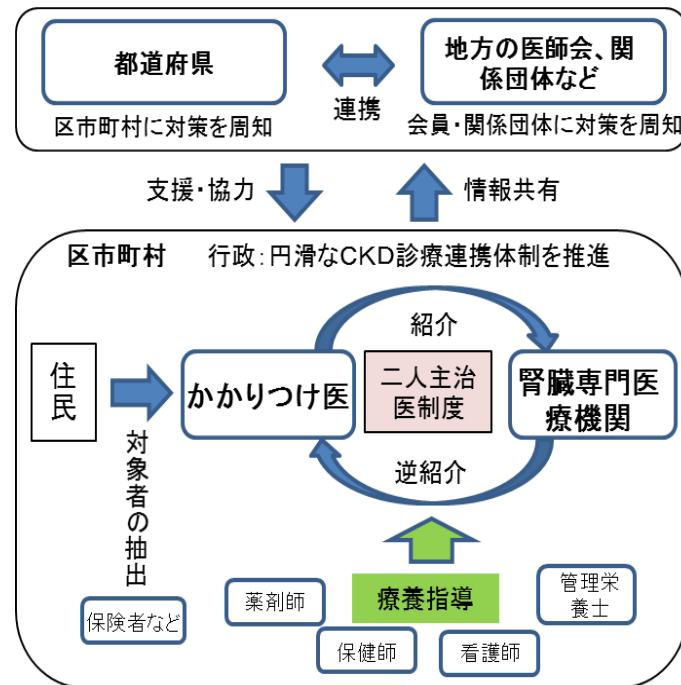 都道府県
地方の医師会、関
係団体など
連携
区市町村に対策を周知
会員・関係団体に対策を周知
支援・協力
情報共有
区市町村
行政：円滑なCKD診療連携体制を推進
住民
かかりつけ医
紹介
二人主治
医制度
逆紹介
腎臓専門医
療機関
対象者の抽出
保険者など
療養指導
薬剤師
保健師
看護師
管理栄
養士